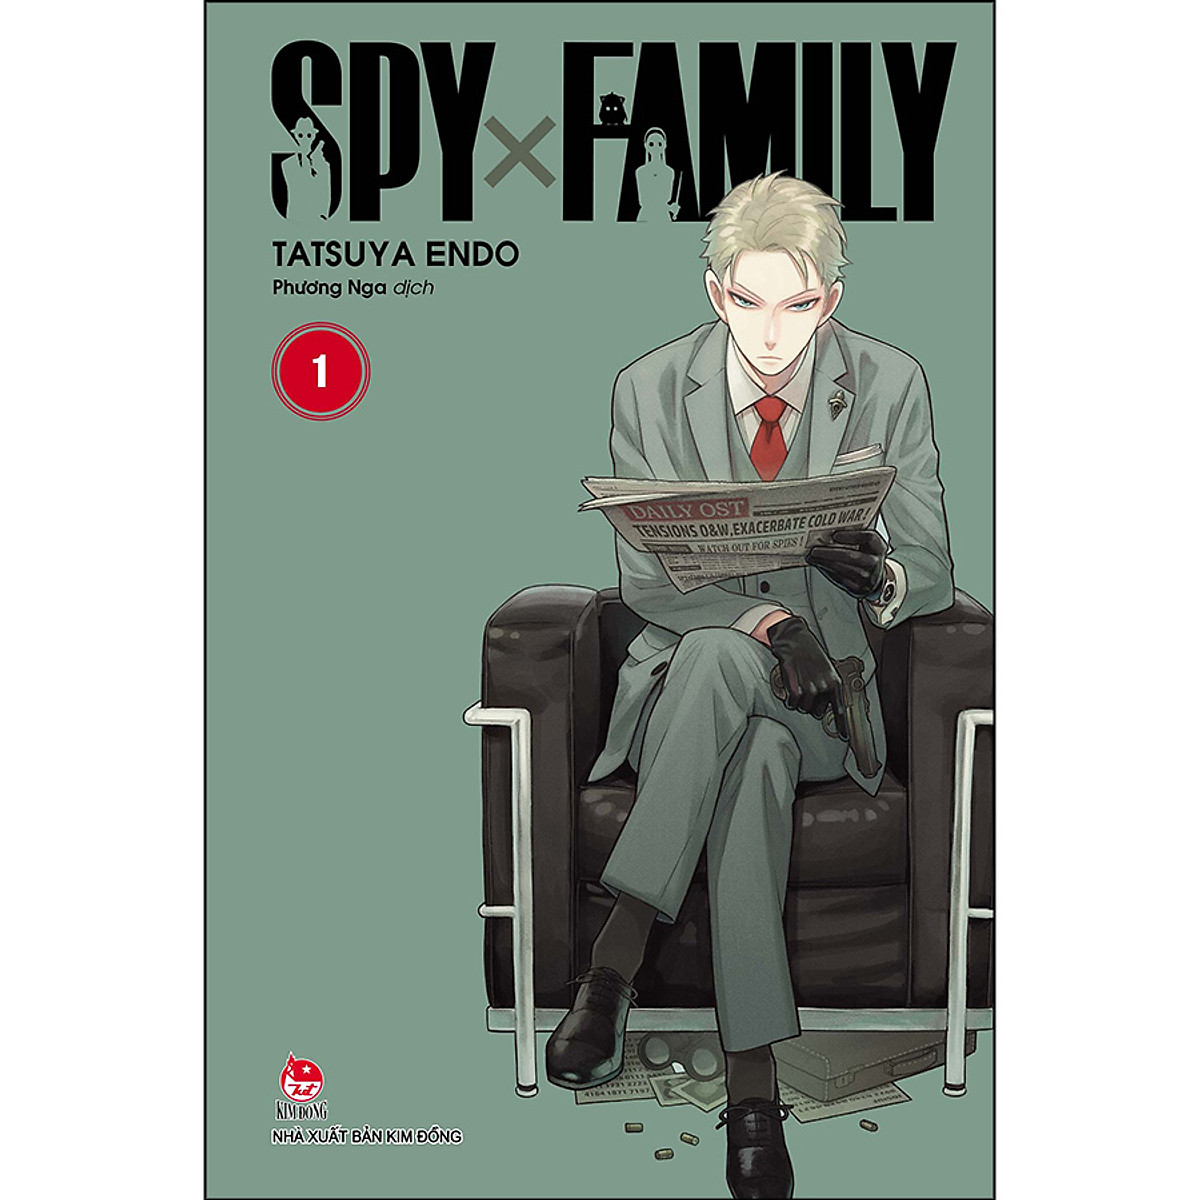 SPY×FAMILY
TATSUYA ENDO
Phương Nga dịch
1
DAILY OST
TENSIONS O&W, EXACERBATE COLD WAR!
WATCH OUT FOR SPIES!
KIM ĐỒNG
NHÀ XUẤT BẢN KIM ĐỒNG